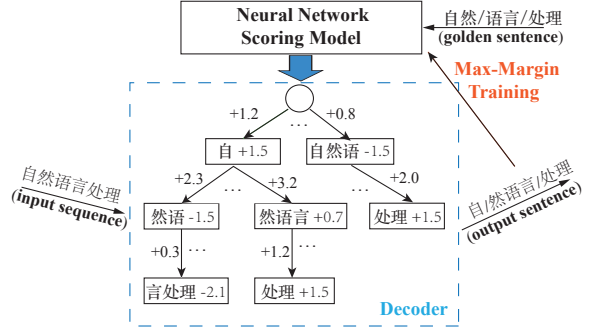 Neural Network
Scoring Model
自然/语言/处理
(golden sentence)
Max-Margin
Training
+1.2
...
+0.8
自 +1.5
自然语 -1.5
+2.3
...
+3.2
...
+2.0
自然语言处理
(input sequence)
然语 -1.5
然语言 +0.7
处理 +1.5
自/然语言/处理
(output sentence)
+0.3
...
+1.2
...
言处理 -2.1
处理 +1.5
Decoder